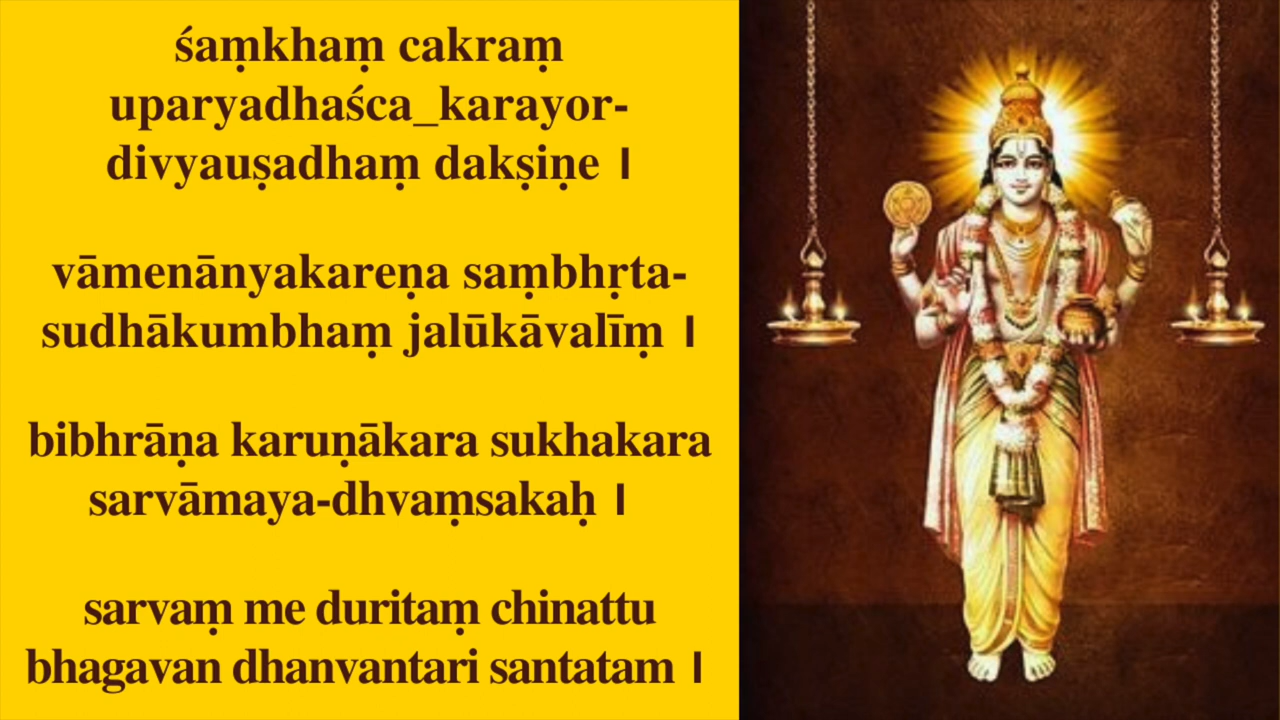 śaṃkhaṃ cakraṃ
uparyadhaśca_karayor-
divyauṣadhaṃ dakṣiṇe ।
vāmenānyakareṇa saṃbhṛta-
sudhākumbhaṃ jalūkāvalīṃ ।
bibhrāṇa karuṇākara sukhakara
sarvāmaya-dhvaṃsakaḥ ।
sarvaṃ me duritaṃ chinattu
bhagavan dhanvantari santatam ।